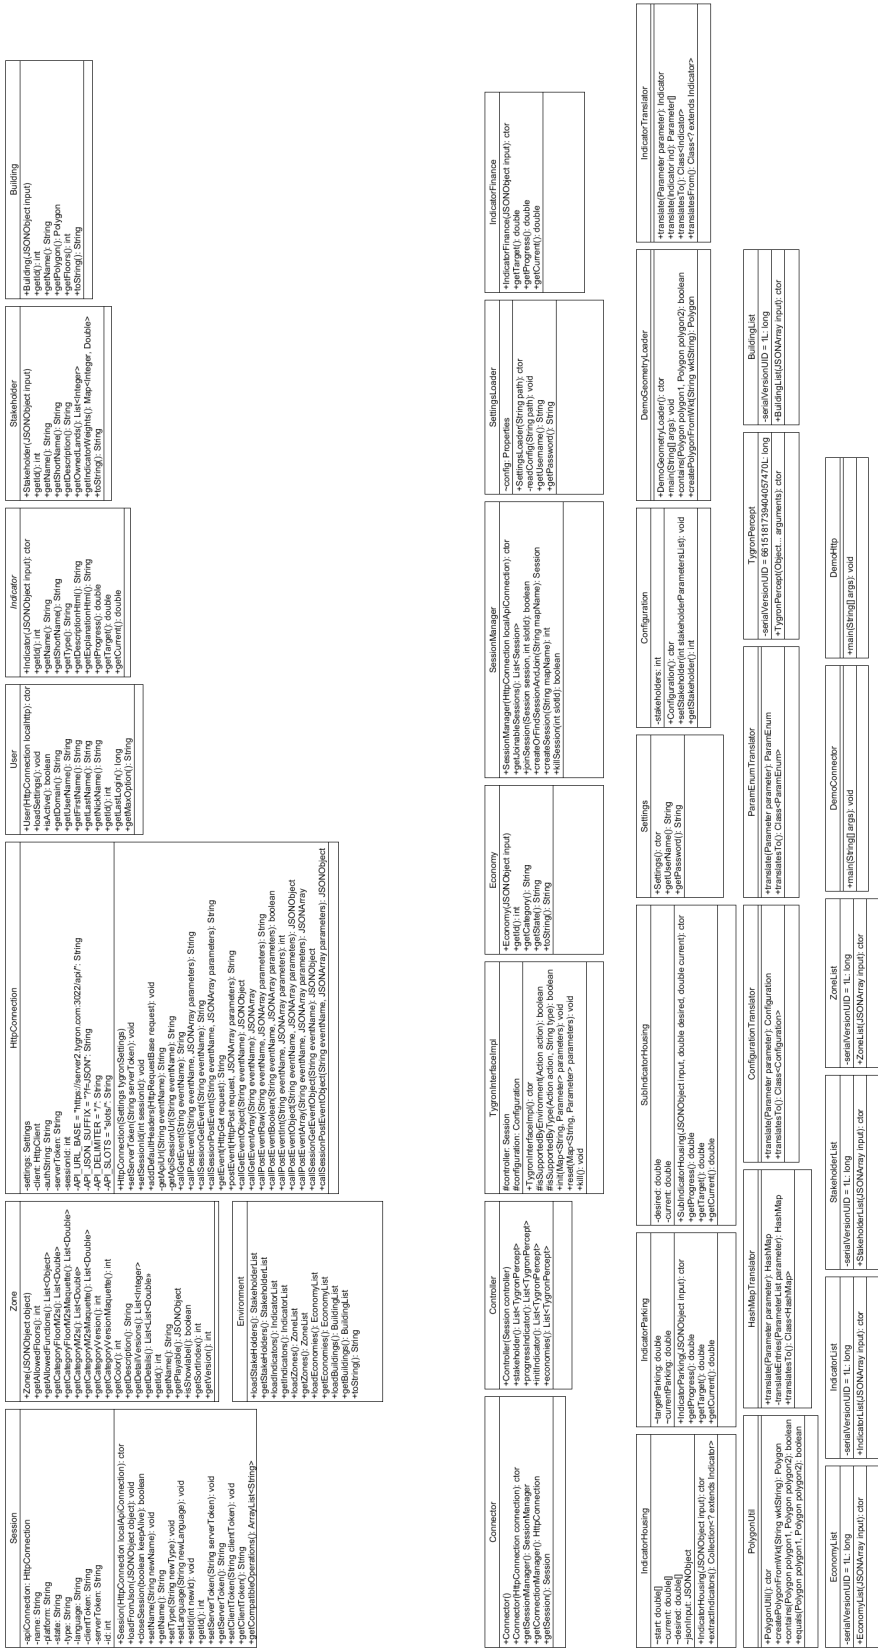 Session
-apiConnection: HttpConnection
-name: String
-platform: String
-state: String
-type: String
-language: String
-clientToken: String
-serverToken: String
-id: int
+Session(HttpConnection localApiConnection): ctor
+loadFromJson(JSONObject object): void
+closeSession(boolean keepAlive): boolean
+setName(String newName): void
+getName(): String
+setType(String newType): void
+setLanguage(String newLanguage): void
+setId(int newId): void
+getId(): int
+setServerToken(String serverToken): void
+getServerToken(): String
+setClientToken(String clientToken): void
+getClientToken(): String
+getCompatibleOperations(): ArrayList<String>
Zone
+Zone(JSONObject object)
+getAllowedFloors(): int
+getAllowedFunctions(): List<Object>
+getCategoryFloorM2s(): List<Double>
+getCategoryFloorM2sMaquette(): List<Double>
+getCategoryM2s(): List<Double>
+getCategoryM2sMaquette(): List<Double>
+getCategoryVersion(): int
+getCategoryVersionMaquette(): int
+getColor(): int
+getDescription(): String
+getDetailVersions(): List<Integer>
+getDetails(): List<List<Double>
+getId(): int
+getName(): String
+getPlayable(): JSONObject
+isShowlabel(): boolean
+getSortIndex(): int
+getVersion(): int
Environment
+loadStakeHolders(): StakeholderList
+getStakeHolders(): StakeholderList
+loadIndicators(): IndicatorList
+getIndicators(): IndicatorList
+loadZones(): ZoneList
+getZones(): ZoneList
+loadEconomies(): EconomyList
+getEconomies(): EconomyList
+loadBuildings(): BuildingList
+getBuildings(): BuildingList
+toString(): String
HttpConnection
-settings: Settings
-client: HttpClient
-authString: String
-serverToken: String
-sessionId: int
-API_URL_BASE = "https://server2.tygron.com:3022/api/": String
-API_JSON_SUFFIX = "?f=JSON": String
-API_DELIMITER = "/": String
-API_SLOTS = "slots/": String
+HttpConnection(Settings tygronSettings)
+setServerToken(String serverToken): void
+setSessionId(int sessionId): void
-addDefaultHeaders(HttpRequestBase request): void
-getApiUrl(String eventName): String
-getApiSessionUrl(String eventName): String
+callGetEvent(String eventName): String
+callPostEvent(String eventName, JSONArray parameters): String
+callSessionGetEvent(String eventName): String
+callSessionPostEvent(String eventName, JSONArray parameters): String
-getEvent(HttpGet request): String
-postEvent(HttpPost request, JSONArray parameters): String
+callGetEventObject(String eventName): JSONObject
+callGetEventArray(String eventName): JSONArray
+callPostEventRaw(String eventName, JSONArray parameters): String
+callPostEventBoolean(String eventName, JSONArray parameters): boolean
+callPostEventInt(String eventName, JSONArray parameters): int
+callPostEventObject(String eventName, JSONArray parameters): JSONObject
+callPostEventArray(String eventName, JSONArray parameters): JSONArray
+callSessionGetEventObject(String eventName): JSONObject
+callSessionPostEventObject(String eventName, JSONArray parameters): JSONObject
User
+User(HttpConnection localhttp): ctor
+loadSettings(): void
+isActive(): boolean
+getDomain(): String
+getUserName(): String
+getFirstName(): String
+getLastName(): String
+getNickName(): String
+getId(): int
+getLastLogin(): long
+getMaxOption(): String
Indicator
+Indicator(JSONObject input): ctor
+getId(): int
+getName(): String
+getShortName(): String
+getType(): String
+getDescriptionHtml(): String
+getExplanationHtml(): String
+getProgress(): double
+getTarget(): double
+getCurrent(): double
Stakeholder
+Stakeholder(JSONObject input)
+getId(): int
+getName(): String
+getShortName(): String
+getDescription(): String
+getOwnedLands(): List<Integer>
+getIndicatorWeights(): Map<Integer, Double>
+toString(): String
Building
+Building(JSONObject input)
+getId(): int
+getName(): String
+getPolygon(): Polygon
+getFloors(): int
+toString(): String
Connector
+Connector()
+Connector(HttpConnection connection): ctor
+getSessionManager(): SessionManager
+getConnectionManager(): HttpConnection
+getSession(): Session
Controller
+Controller(Session controller)
+stakeholder(): List<TygronPercept>
+progressIndicator(): List<TygronPercept>
+initIndicator(): List<TygronPercept>
+economies(): List<TygronPercept>
TygronInterfaceImpl
#controller: Session
#configuration: Configuration
+TygronInterfaceImpl(): ctor
#isSupportedByEnvironment(Action action): boolean
#isSupportedByType(Action action, String type): boolean
+init(Map<String, Parameter> parameters): void
+reset(Map<String, Parameter> parameters): void
+kill(): void
Economy
+Economy(JSONObject input)
+getId(): int
+getCategory(): String
+getState(): String
+toString(): String
SessionManager
+SessionManager(HttpConnection localApiConnection): ctor
+getJoinableSessions(): List<Session>
+joinSession(Session session, int slotId): boolean
+createOrFindSessionAndJoin(String mapName): Session
+createSession(String mapName): int
+killSession(int slotId): boolean
SettingsLoader
~config: Properties
+SettingsLoader(String path): ctor
-readConfig(String path): void
+getUsername(): String
+getPassword(): String
IndicatorFinance
+IndicatorFinance(JSONObject input): ctor
+getTarget(): double
+getProgress(): double
+getCurrent(): double
IndicatorHousing
~start: double[]
~current: double[]
~desired: double[]
~jsonInput: JSONObject
+IndicatorHousing(JSONObject input): ctor
+extractIndicators(): Collection<? extends Indicator>
IndicatorParking
~targetParking: double
~currentParking: double
+IndicatorParking(JSONObject input): ctor
+getProgress(): double
+getTarget(): double
+getCurrent(): double
SubIndicatorHousing
-desired: double
-current: double
+SubIndicatorHousing(JSONObject input, double desired, double current): ctor
+getProgress(): double
+getTarget(): double
+getCurrent(): double
Settings
+Settings(): ctor
+getUserName(): String
+getPassword(): String
Configuration
-stakeholders: int
+Configuration(): ctor
+setStakeholder(int stakeholderParametersList): void
+getStakeholder(): int
DemoGeometryLoader
+DemoGeometryLoader(): ctor
+main(String[] args): void
+contains(Polygon polygon1, Polygon polygon2): boolean
+createPolygonFromWkt(String wktString): Polygon
IndicatorTranslator
+translate(Parameter parameter): Indicator
+translate(Indicator ind): Parameter[]
+translatesTo(): Class<Indicator>
+translatesFrom(): Class<? extends Indicator>
PolygonUtil
+PolygonUtil(): ctor
+createPolygonFromWkt(String wktString): Polygon
+contains(Polygon polygon1, Polygon polygon2): boolean
+equals(Polygon polygon1, Polygon polygon2): boolean
HashMapTranslator
+translate(Parameter parameter): HashMap
-translateEntries(ParameterList parameter): HashMap
+translatesTo(): Class<HashMap>
ConfigurationTranslator
+translate(Parameter parameter): Configuration
+translatesTo(): Class<Configuration>
ParamEnumTranslator
+translate(Parameter parameter): ParamEnum
+translatesTo(): Class<ParamEnum>
TygronPercept
-serialVersionUID = 6615181739404057470L: long
+TygronPercept(Object... arguments): ctor
BuildingList
-serialVersionUID = 1L: long
+BuildingList(JSONArray input): ctor
EconomyList
-serialVersionUID = 1L: long
+EconomyList(JSONArray input): ctor
IndicatorList
-serialVersionUID = 1L: long
+IndicatorList(JSONArray input): ctor
StakeholderList
-serialVersionUID = 1L: long
+StakeholderList(JSONArray input): ctor
ZoneList
-serialVersionUID = 1L: long
+ZoneList(JSONArray input): ctor
DemoConnector
+main(String[] args): void
DemoHttp
+main(String[] args): void